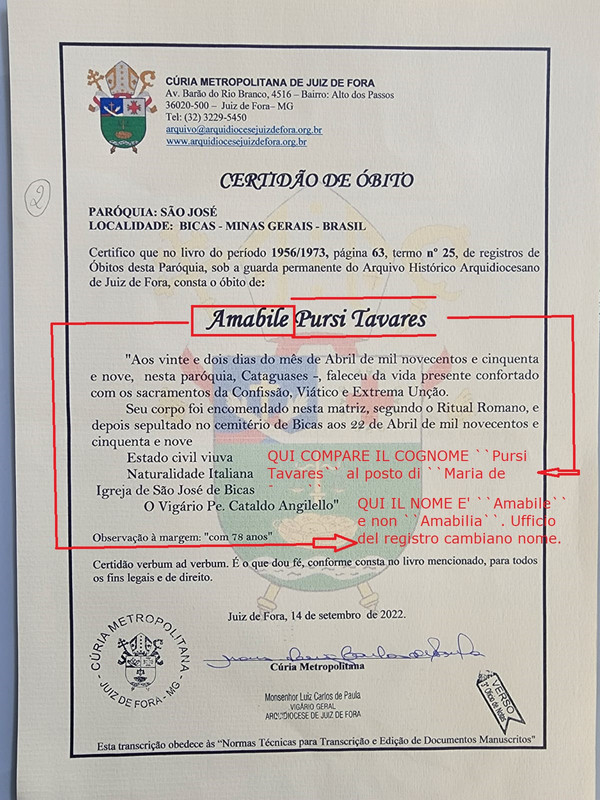 CÚRIA METROPOLITANA DE JUIZ DE FORA
Av. Barão do Rio Branco, 4516 – Bairro: Alto dos Passos
36020-500 – Juiz de Fora– MG
Tel: (32) 3229-5450
arquivo@arquidiocesejuizdefora.org.br
www.arquidiocesejuizdefora.org.br
2
CERTIDÃO DE ÓBITO
PARÓQUIA: SÃO JOSÉ
LOCALIDADE: BICAS - MINAS GERAIS - BRASIL
Certifico que no livro do período 1956/1973, página 63, termo nº 25, de registros de
Óbitos desta Paróquia, sob a guarda permanente do Arquivo Histórico Arquidiocesano
de Juiz de Fora, consta o óbito de:
Amabile Pursi Tavares
"Aos vinte e dois dias do mês de Abril de mil novecentos e cinquenta
e nove, nesta paróquia, Cataguases -, faleceu da vida presente confortado
com os sacramentos da Confissão, Viático e Extrema Unção.
Seu corpo foi encomendado nesta matriz, segundo o Ritual Romano, e
depois sepultado no cemitério de Bicas aos 22 de Abril de mil novecentos e
cinquenta e nove
Estado civil viuva
Naturalidade Italiana
Igreja de São José de Bicas
O Vigário Pe. Cataldo Angilello"
QUI COMPARE IL COGNOME ``Pursi
Tavares`` al posto di ``Maria de
QUI IL NOME E' ``Amabile``
e non ``Amabilia``. Ufficio
del registro cambiano nome.
Observação à margem: "com 78 anos"
Certidão verbum ad verbum. É o que dou fé, conforme consta no livro mencionado, para todos
os fins legais e de direito.
Juiz de Fora, 14 de setembro de 2022.
CÚRIA METROPOLITANA
- JUIZ DE FORA - MG -
Cúria Metropolitana
Monsenhor Luiz Carlos de Paula
VIGÁRIO GERAL
ARQUIDIOCESE DE JUIZ DE FORA
VERSO
3º Ofício de Notas
Esta transcrição obedece às "Normas Técnicas para Transcrição e Edição de Documentos Manuscritos"